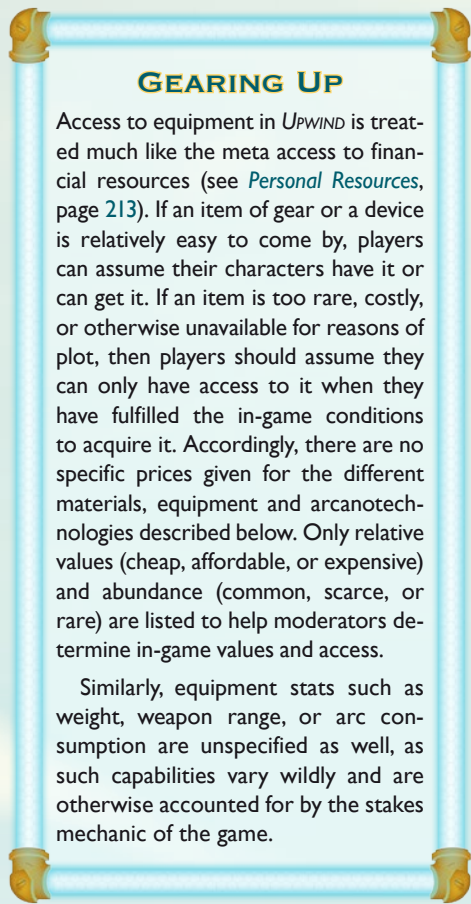 GEARING UP
Access to equipment in UPWIND is treat-
ed much like the meta access to finan-
cial resources (see Personal Resources,
page 213). If an item of gear or a device
is relatively easy to come by, players
can assume their characters have it or
can get it. If an item is too rare, costly,
or otherwise unavailable for reasons of
plot, then players should assume they
can only have access to it when they
have fulfilled the in-game conditions
to acquire it. Accordingly, there are no
specific prices given for the different
materials, equipment and arcanotech-
nologies described below. Only relative
values (cheap, affordable, or expensive)
and abundance (common, scarce, or
rare) are listed to help moderators de-
termine in-game values and access.
Similarly, equipment stats such as
weight, weapon range, or arc con-
sumption are unspecified as well, as
such capabilities vary wildly and are
otherwise accounted for by the stakes
mechanic of the game.